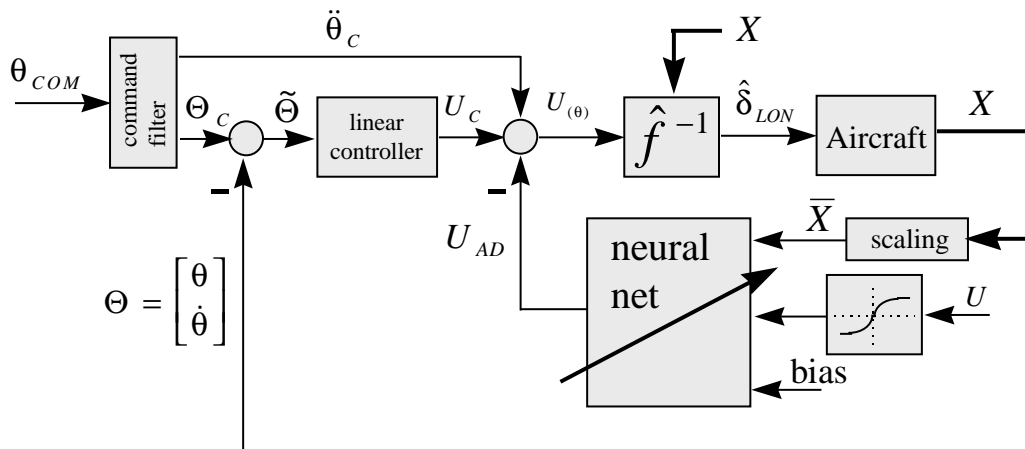 θ_COM
command filter
θ̈_C
Θ_C
Θ̃
linear
controller
U_C
U_(θ)
X
f̂ ⁻¹
δ̂_LON
Aircraft
X
−
−
U_AD
Θ = [θ θ̇]
neural
net
X̄
scaling
U
bias